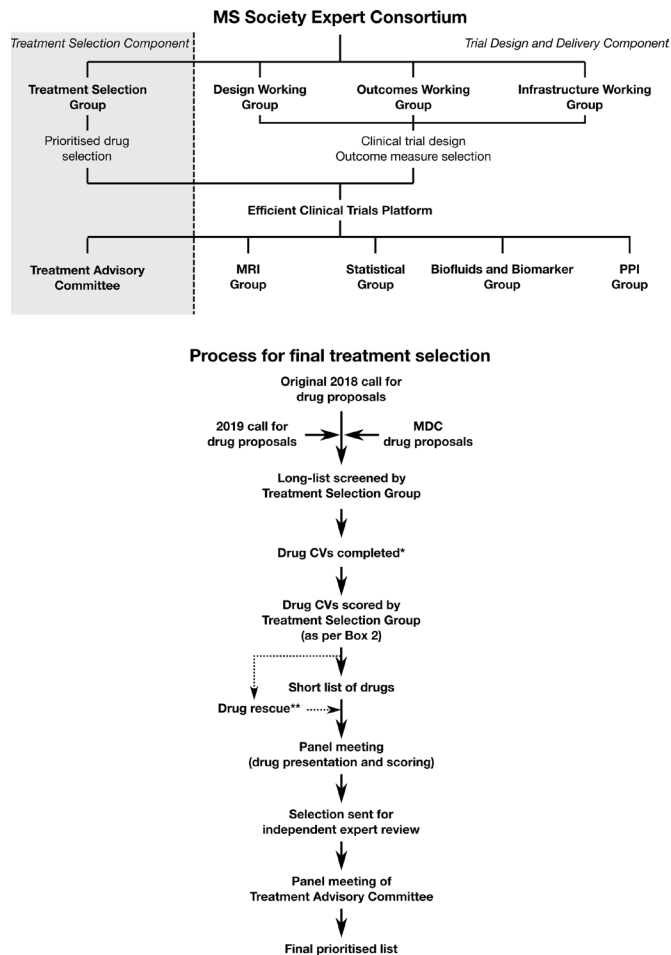 MS Society Expert Consortium
Treatment Selection Component
Trial Design and Delivery Component
Treatment Selection
Group
Design Working
Group
Outcomes Working
Group
Infrastructure Working
Group
Prioritised drug
selection
Clinical trial design
Outcome measure selection
Efficient Clinical Trials Platform
Treatment Advisory
Committee
MRI
Group
Statistical
Group
Biofluids and Biomarker
Group
PPI
Group
Process for final treatment selection
Original 2018 call for
drug proposals
2019 call for
drug proposals
MDC
drug proposals
Long-list screened by
Treatment Selection Group
Drug CVs completed*
Drug CVs scored by
Treatment Selection Group
(as per Box 2)
Short list of drugs
Drug rescue**
Panel meeting
(drug presentation and scoring)
Selection sent for
independent expert review
Panel meeting of
Treatment Advisory Committee
Final prioritised list